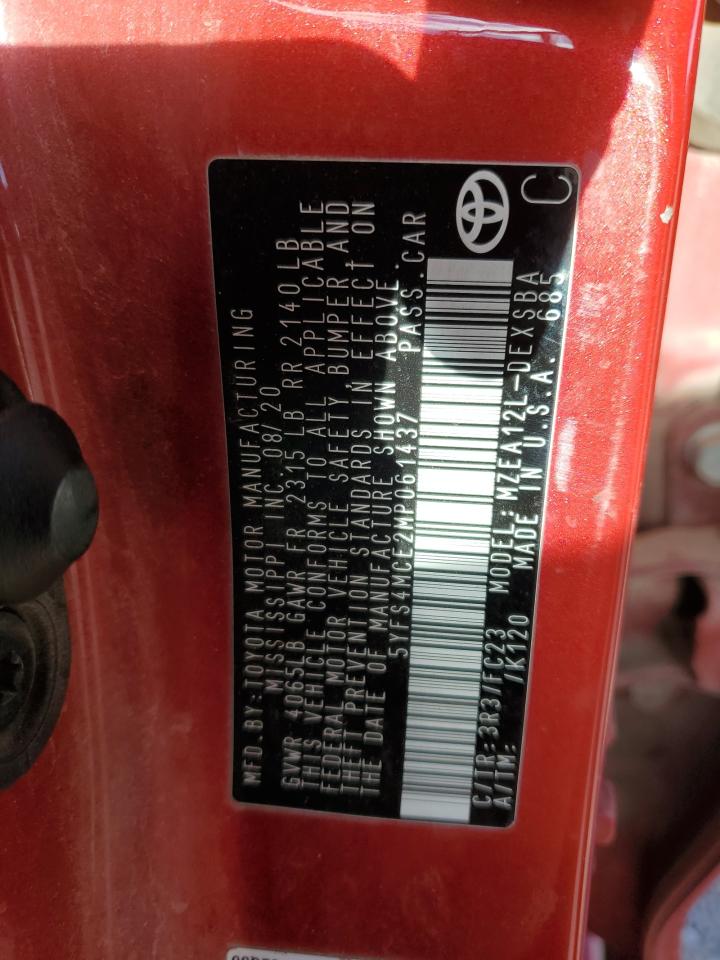 MFD.BY:TOYOTA MOTOR MANUFACTURING
MISSISSIPPI INC. 08/20
GVWR 4065LB GAWR FR 2315 LB RR 2140LB
THIS VEHICLE CONFORMS TO ALL APPLICABLE
FEDERAL MOTOR VEHICLE SAFETY, BUMPER AND
THEFT PREVENTION STANDARDS IN EFFECT ON
THE DATE OF MANUFACTURE SHOWN ABOVE.
5YFS4MCE2MP061437 PASS.CAR
C/TR:3R3/FC23 MODEL:MZEA12L-DEXSBA
A/TM: /K120 MADE IN U.S.A. 685
C